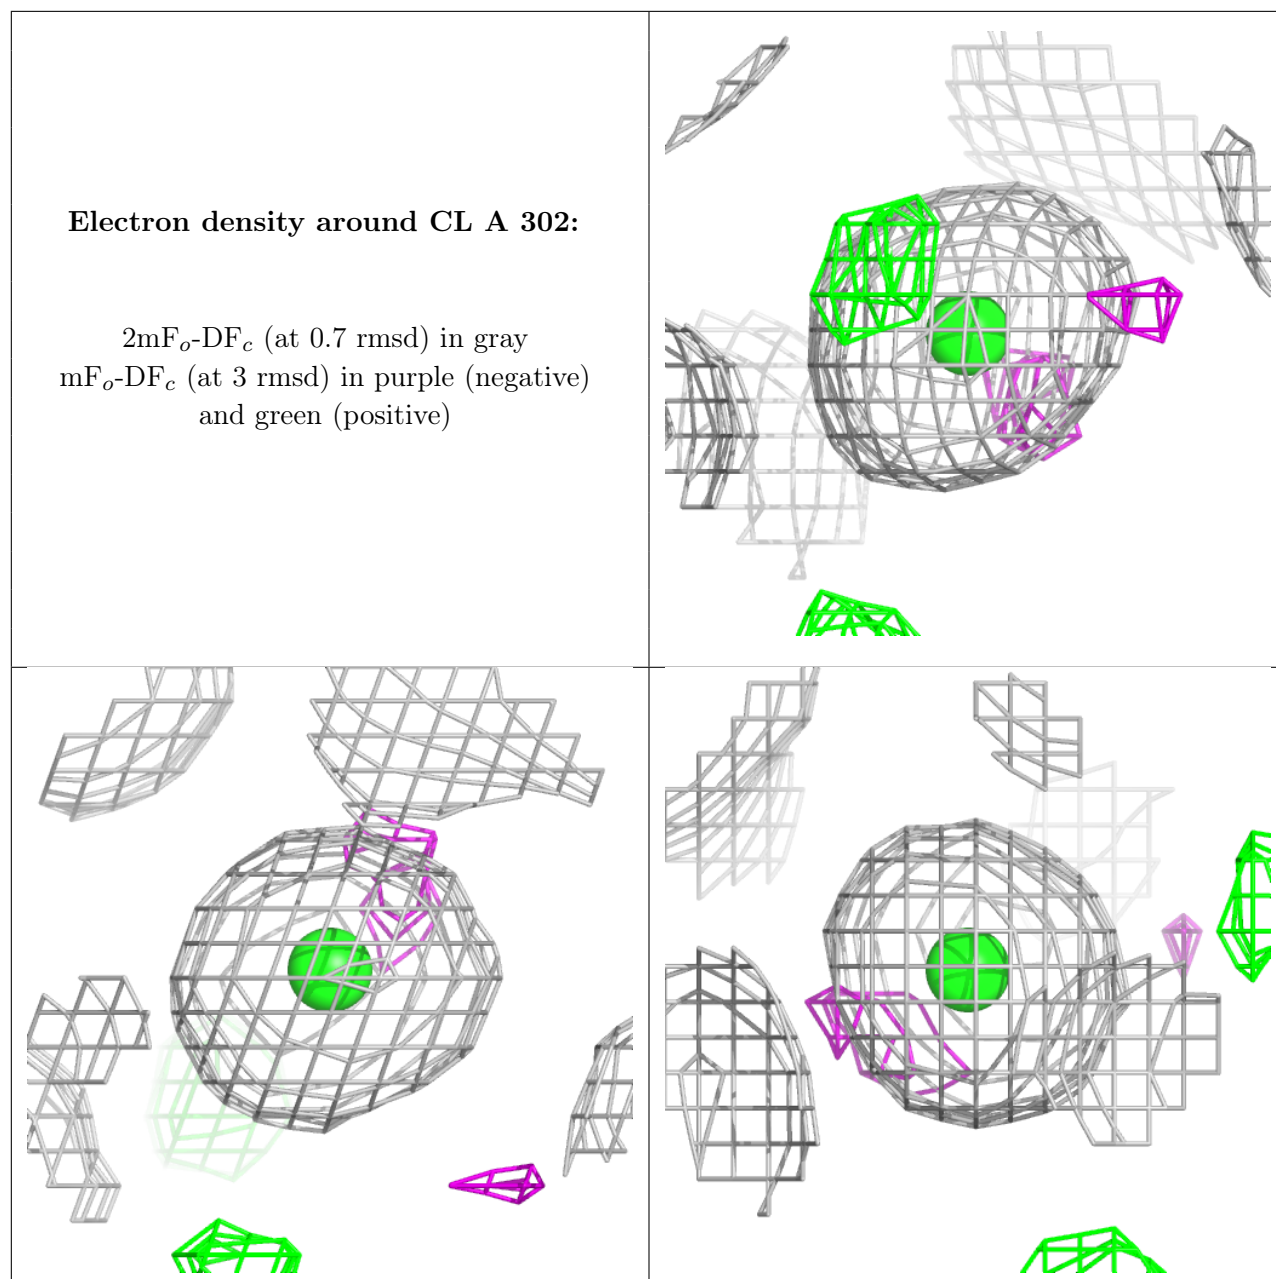 Electron density around CL A 302:
2mFo-DFc (at 0.7 rmsd) in gray
mFo-DFc (at 3 rmsd) in purple (negative)
and green (positive)